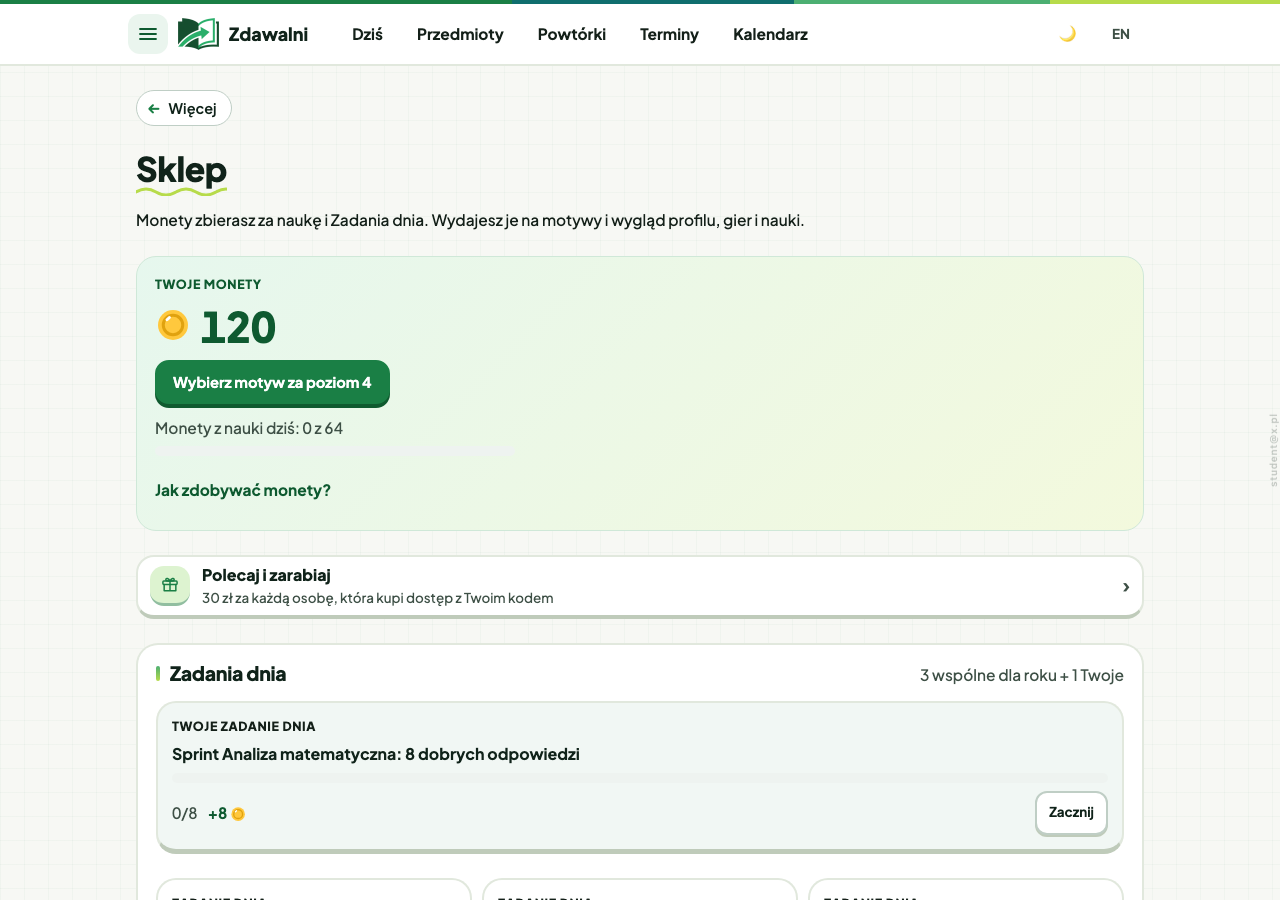 Zdawalni
Dziś
Przedmioty
Powtórki
Terminy
Kalendarz
EN
Więcej
Sklep
Monety zbierasz za naukę i Zadania dnia. Wydajesz je na motywy i wygląd profilu, gier i nauki.
TWOJE MONETY
120
Wybierz motyw za poziom 4
Monety z nauki dziś: 0 z 64
Jak zdobywać monety?
student@x.pl
Polecaj i zarabiaj
30 zł za każdą osobę, która kupi dostęp z Twoim kodem
Zadania dnia
3 wspólne dla roku + 1 Twoje
TWOJE ZADANIE DNIA
Sprint Analiza matematyczna: 8 dobrych odpowiedzi
0/8 +8
Zacznij